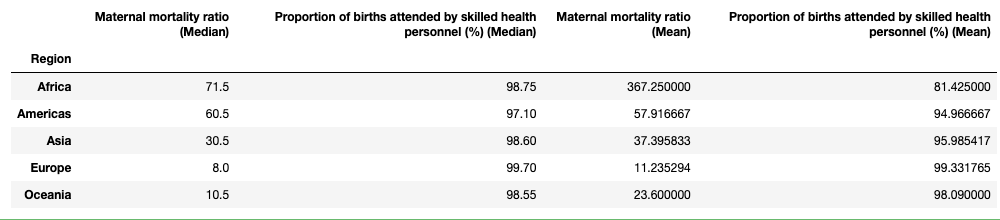 Maternal mortality ratio (Median) Proportion of births attended by skilled health personnel (%) (Median) Maternal mortality ratio (Mean) Proportion of births attended by skilled health personnel (%) (Mean)
Region
Africa 71.5 98.75 367.250000 81.425000
Americas 60.5 97.10 57.916667 94.966667
Asia 30.5 98.60 37.395833 95.985417
Europe 8.0 99.70 11.235294 99.331765
Oceania 10.5 98.55 23.600000 98.090000